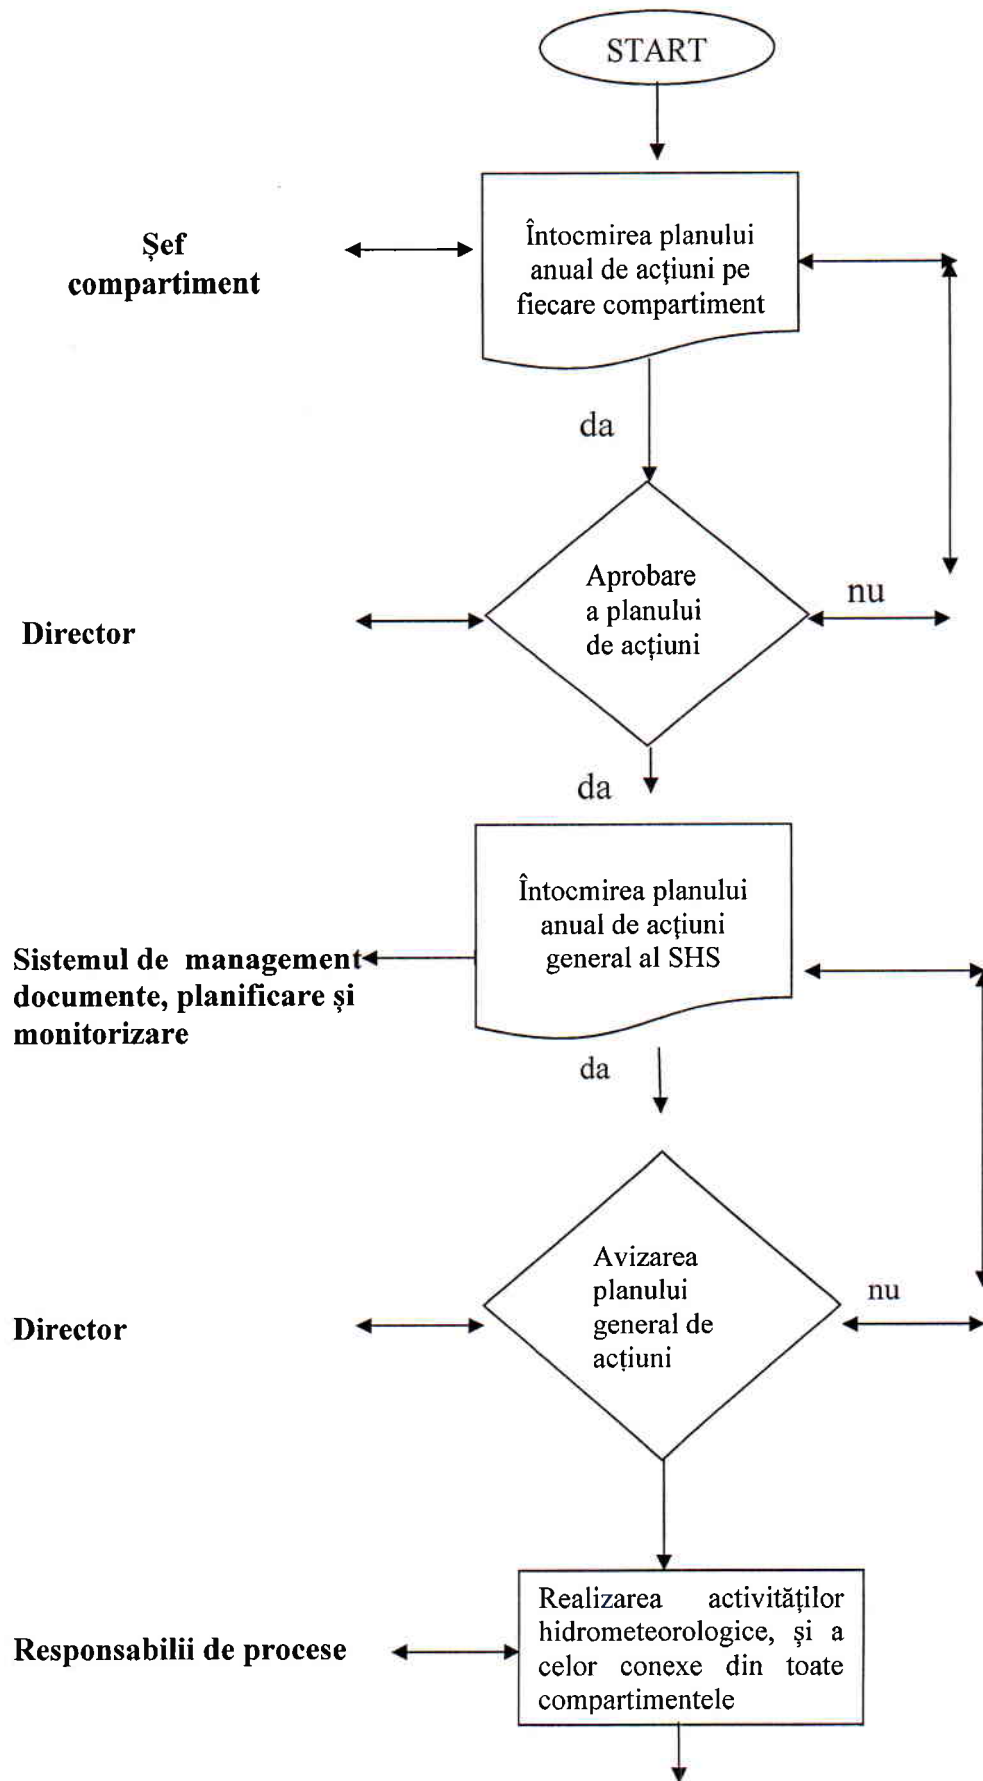 START
Șef
compartiment
Întocmirea planului
anual de acțiuni pe
fiecare compartiment
da
Director
Aprobare
a planului
de acțiuni
nu
da
Sistemul de management
documente, planificare și
monitorizare
Întocmirea planului
anual de acțiuni
general al SHS
da
Director
Avizarea
planului
general de
acțiuni
nu
Responsabilii de procese
Realizarea activităților
hidrometeorologice, și a
celor conexe din toate
compartimentele